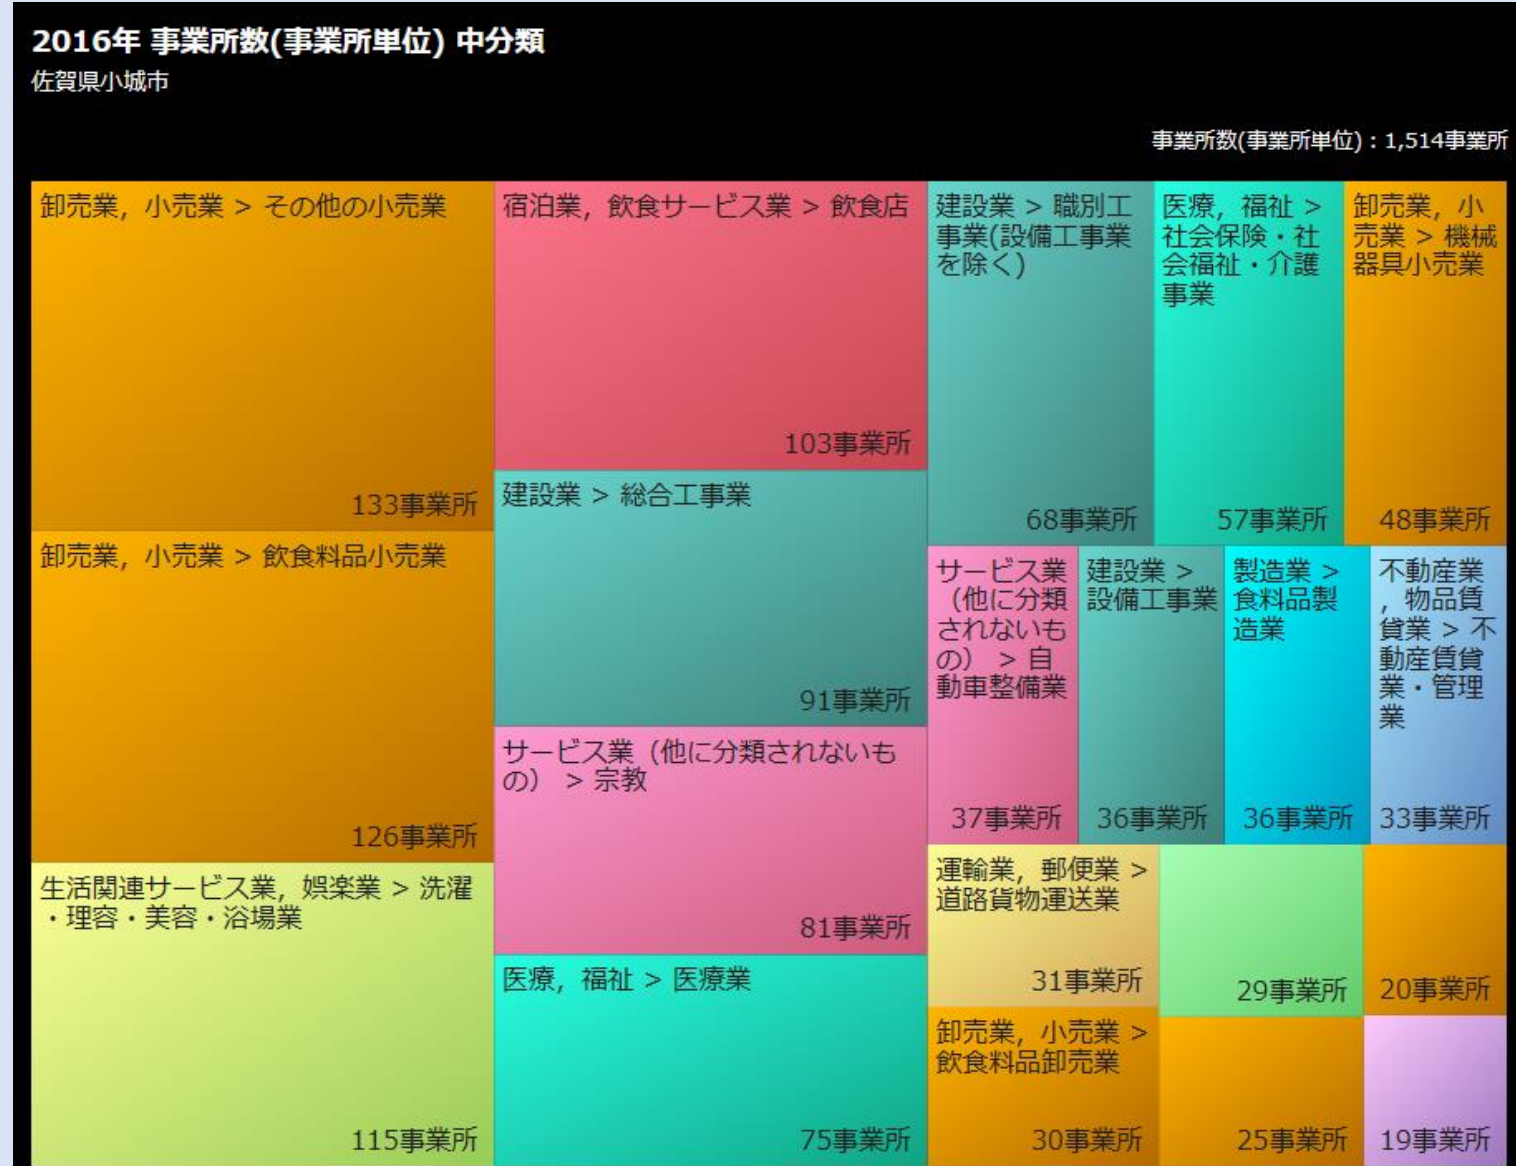 2016年 事業所数(事業所単位) 中分類
佐賀県小城市
事業所数(事業所単位) : 1,514事業所
卸売業, 小売業 > その他の小売業
133事業所
卸売業, 小売業 > 飲食料品小売業
126事業所
生活関連サービス業, 娯楽業 > 洗濯
・理容・美容・浴場業
115事業所
宿泊業, 飲食サービス業 > 飲食店
103事業所
建設業 > 総合工事業
91事業所
サービス業（他に分類されないも
の） > 宗教
81事業所
医療, 福祉 > 医療業
75事業所
建設業 > 職別工
事業(設備工事業
を除く)
68事業所
医療, 福祉 >
社会保険・社
会福祉・介護
事業
57事業所
卸売業, 小
売業 > 機械
器具小売業
48事業所
サービス業
（他に分類
されないも
の） > 自
動車整備業
37事業所
建設業 >
設備工事業
36事業所
製造業 >
食料品製
造業
36事業所
不動産業
, 物品賃
貸業 > 不
動産賃貸
業・管理
業
33事業所
運輸業, 郵便業 >
道路貨物運送業
31事業所
29事業所
20事業所
卸売業, 小売業 >
飲食料品卸売業
30事業所
25事業所
19事業所